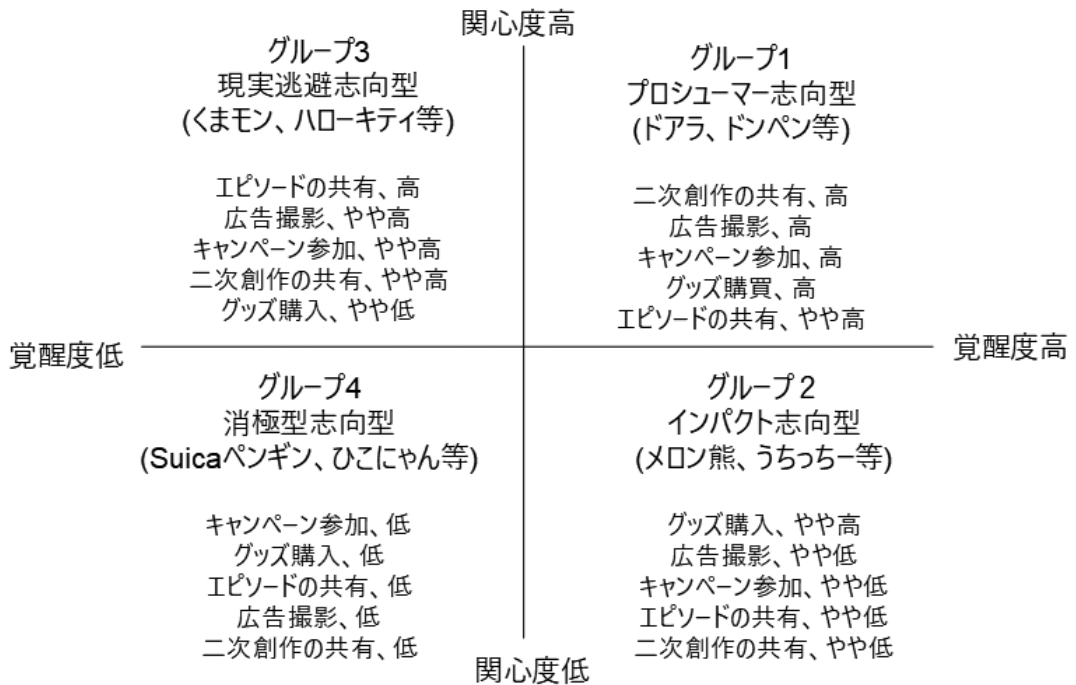 関心度高
グループ3
現実逃避志向型
(くまモン、ハローキティ等)
エピソードの共有、高
広告撮影、やや高
キャンペーン参加、やや高
二次創作の共有、やや高
グッズ購入、やや低
グループ1
プロシューマー志向型
(ドアラ、ドンペン等)
二次創作の共有、高
広告撮影、高
キャンペーン参加、高
グッズ購買、高
エピソードの共有、やや高
覚醒度低
覚醒度高
グループ4
消極型志向型
(Suicaペンギン、ひこにゃん等)
キャンペーン参加、低
グッズ購入、低
エピソードの共有、低
広告撮影、低
二次創作の共有、低
グループ2
インパクト志向型
(メロン熊、うちっちー等)
グッズ購入、やや高
広告撮影、やや低
キャンペーン参加、やや低
エピソードの共有、やや低
二次創作の共有、やや低
関心度低